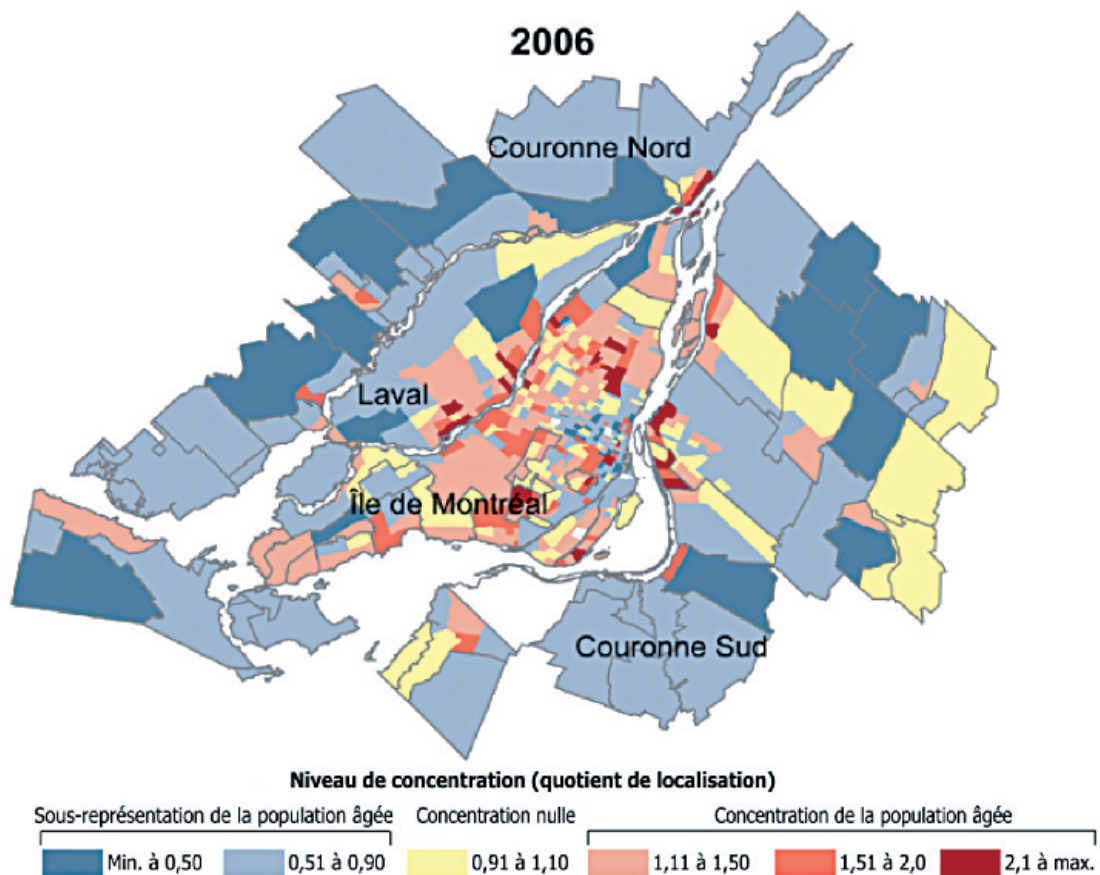 2006
Couronne Nord
Laval
Île de Montréal
Couronne Sud
Niveau de concentration (quotient de localisation)
Sous-représentation de la population âgée Concentration nulle Concentration de la population âgée
Min. à 0,50 0,51 à 0,90 0,91 à 1,10 1,11 à 1,50 1,51 à 2,0 2,1 à max.